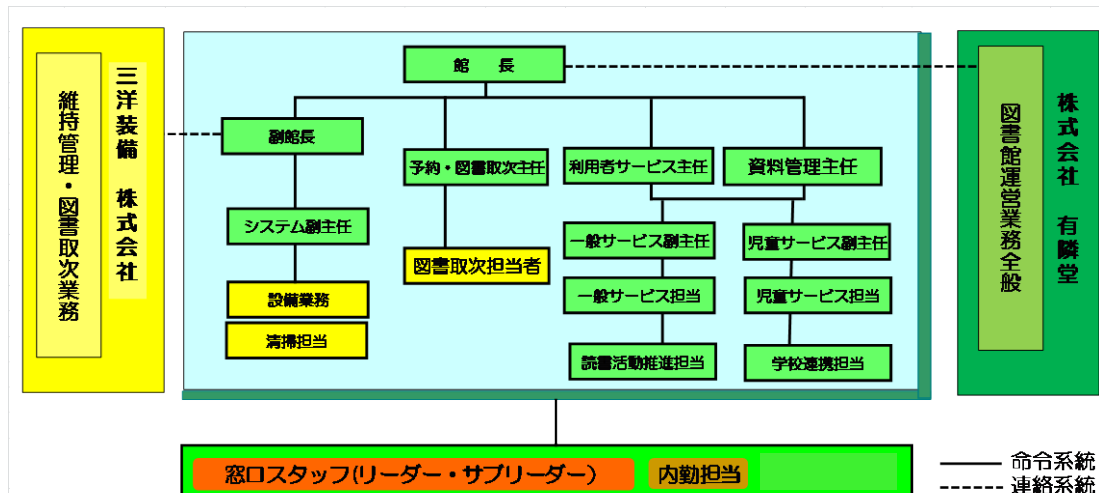 三洋装備 株式会社
維持管理・図書取次業務
館 長
副館長
予約・図書取次主任
利用者サービス主任
資料管理主任
システム副主任
一般サービス副主任
児童サービス副主任
図書取次担当者
設備業務
一般サービス担当
児童サービス担当
清掃担当
読書活動推進担当
学校連携担当
図書館運営業務全般
株式会社 有隣堂
窓口スタッフ(リーダー・サブリーダー)
内勤担当
命令系統
連絡系統